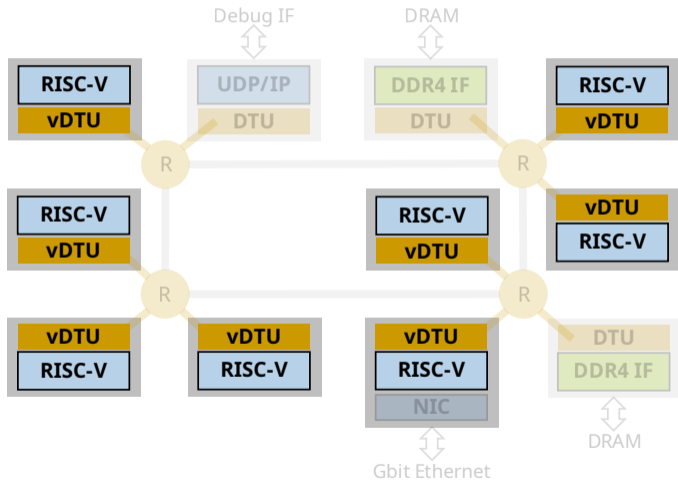 Debug IF
DRAM
RISC-V
vDTU
UDP/IP
DTU
DDR4 IF
DTU
RISC-V
vDTU
R
R
RISC-V
vDTU
RISC-V
vDTU
vDTU
RISC-V
R
R
vDTU
RISC-V
vDTU
RISC-V
vDTU
RISC-V
NIC
DTU
DDR4 IF
DRAM
Gbit Ethernet